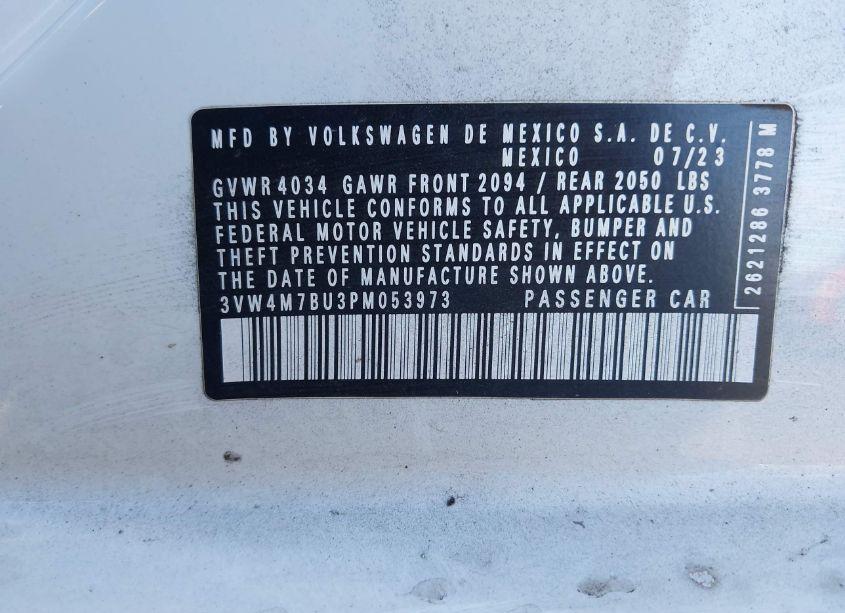 MFD BY VOLKSWAGEN DE MEXICO S.A. DE C.V.
MEXICO 07/23
GVWR 4034 GAWR FRONT 2094 / REAR 2050 LBS
THIS VEHICLE CONFORMS TO ALL APPLICABLE U.S.
FEDERAL MOTOR VEHICLE SAFETY, BUMPER AND
THEFT PREVENTION STANDARDS IN EFFECT ON
THE DATE OF MANUFACTURE SHOWN ABOVE.
3VW4M7BU3PM053973 PASSENGER CAR
2621286 3778 M